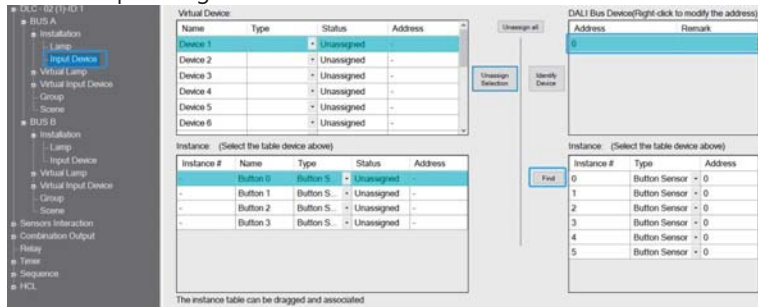 DLC - 02 (1)-ID 1
BUS A
Installation
Lamp
Input Device
Virtual Lamp
Virtual Input Device
Group
Scene
BUS B
Installation
Lamp
Input Device
Virtual Lamp
Virtual Input Device
Group
Scene
Sensors Interaction
Combination Output
Relay
Timer
Sequence
HCL
Virtual Device:
Name Type Status Address
Device 1 Unassigned -
Device 2 Unassigned -
Device 3 Unassigned -
Device 4 Unassigned -
Device 5 Unassigned -
Device 6 Unassigned -
Instance: (Select the table device above)
Instance # Name Type Status Address
- Button 0 Button S... Unassigned -
- Button 1 Button S... Unassigned -
- Button 2 Button S... Unassigned -
- Button 3 Button S... Unassigned -
The instance table can be dragged and associated
Unassign all
Unassign Selection
Identify Device
Find
DALI Bus Device(Right-click to modify the address)
Address Remark
0
Instance: (Select the table device above)
Instance # Type Address
0 Button Sensor 0
1 Button Sensor 0
2 Button Sensor 0
3 Button Sensor 0
4 Button Sensor 0
5 Button Sensor 0